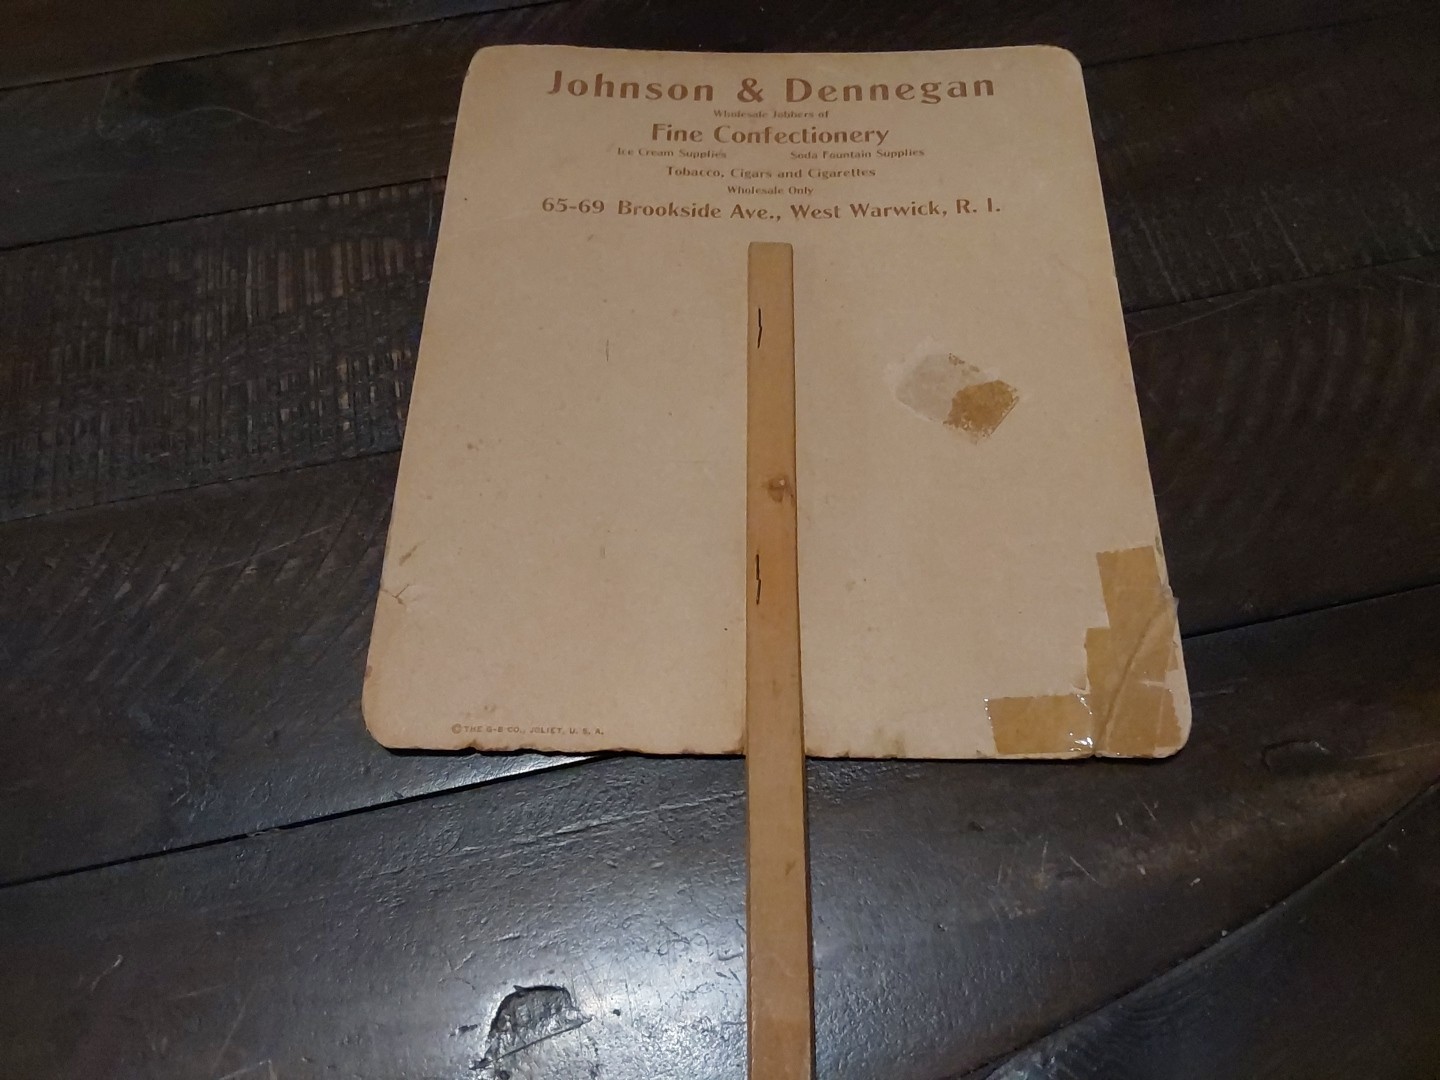 Johnson & Dennegan
Wholesale Jobbers of
Fine Confectionery
Ice Cream Supplies Soda Fountain Supplies
Tobacco, Cigars and Cigarettes
Wholesale Only
65-69 Brookside Ave., West Warwick, R. I.
© THE G-B CO., JOLIET, U. S. A.